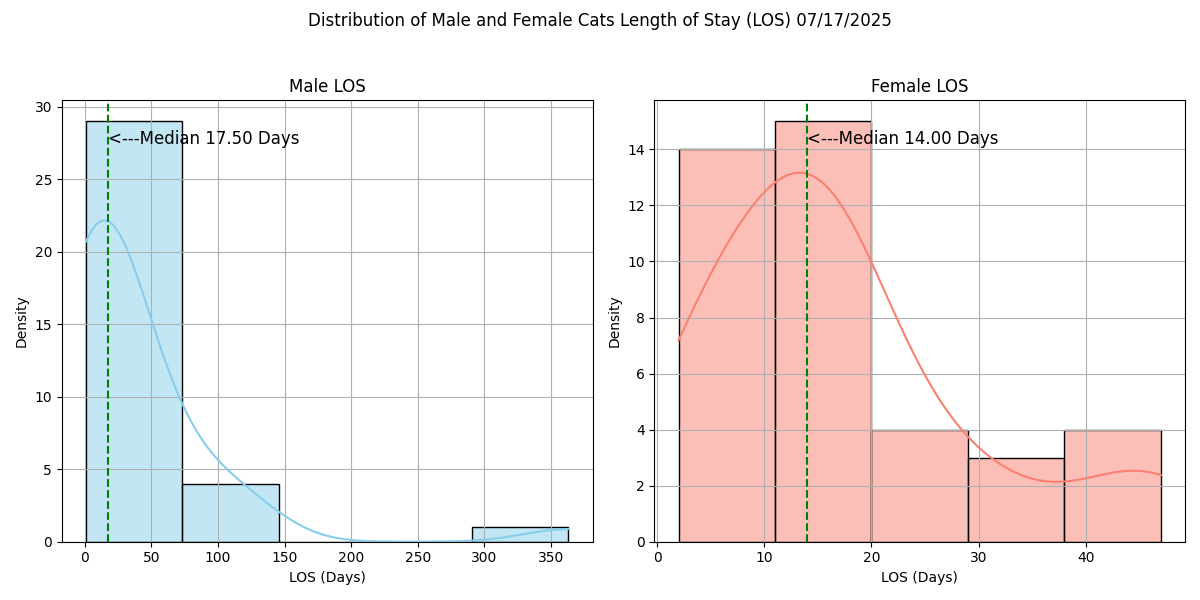 Distribution of Male and Female Cats Length of Stay (LOS) 07/17/2025
Male LOS
30
25
20
15
10
5
0
Density
<---Median 17.50 Days
0 50 100 150 200 250 300 350
LOS (Days)
Female LOS
14
12
10
8
6
4
2
0
Density
<---Median 14.00 Days
0 10 20 30 40
LOS (Days)